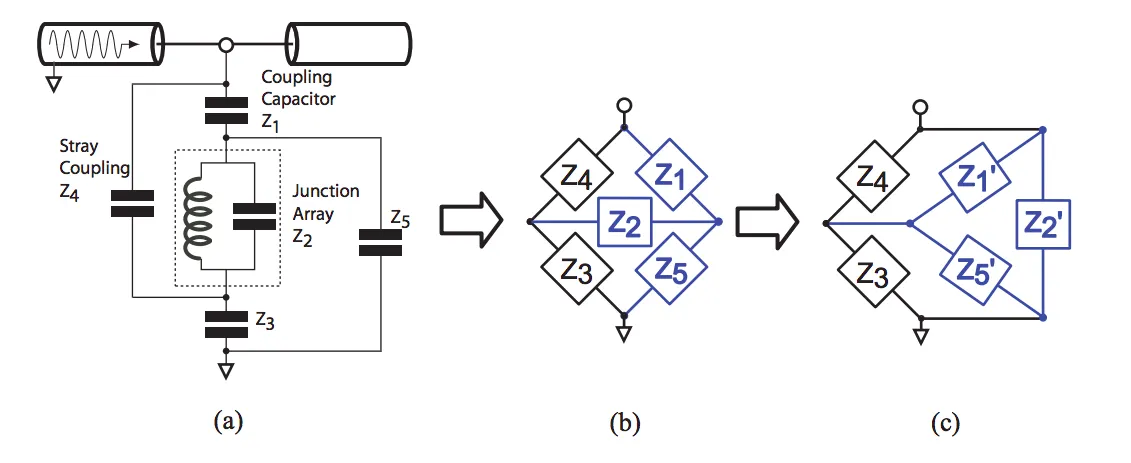 Coupling
Capacitor
Z1
Stray
Coupling
Z4
Junction
Array
Z2
Z5
Z3
Z4
Z1
Z2
Z3
Z5
Z4
Z1'
Z2'
Z3
Z5'
(a)
(b)
(c)